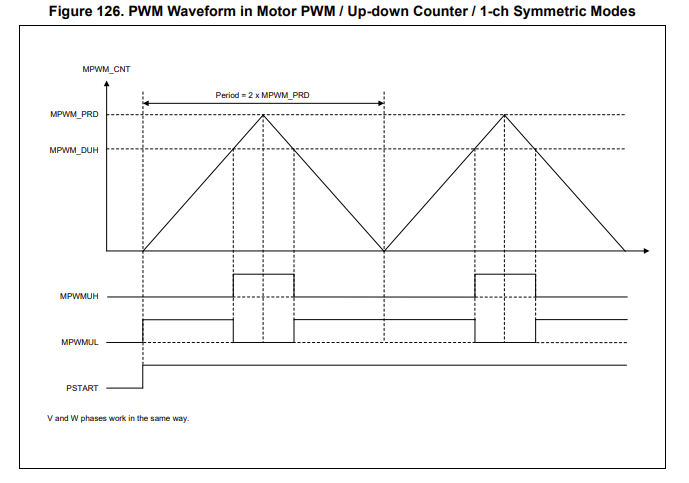 Figure 126. PWM Waveform in Motor PWM / Up-down Counter / 1-ch Symmetric Modes
MPWM_CNT
Period = 2 x MPWM_PRD
MPWM_PRD
MPWM_DUH
MPWMUH
MPWMUL
PSTART
V and W phases work in the same way.